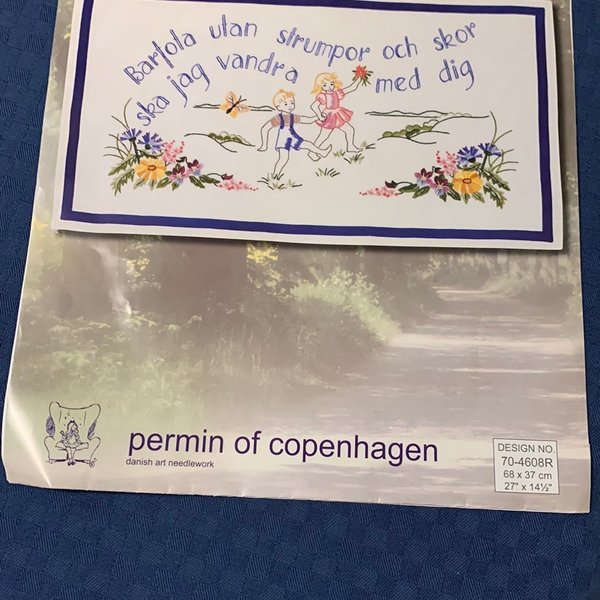 Barfota utan strumpor och skor
ska jag vandra med dig
permin of copenhagen
danish art needlework
DESIGN NO.
70-4608R
68 x 37 cm
27" x 14½"